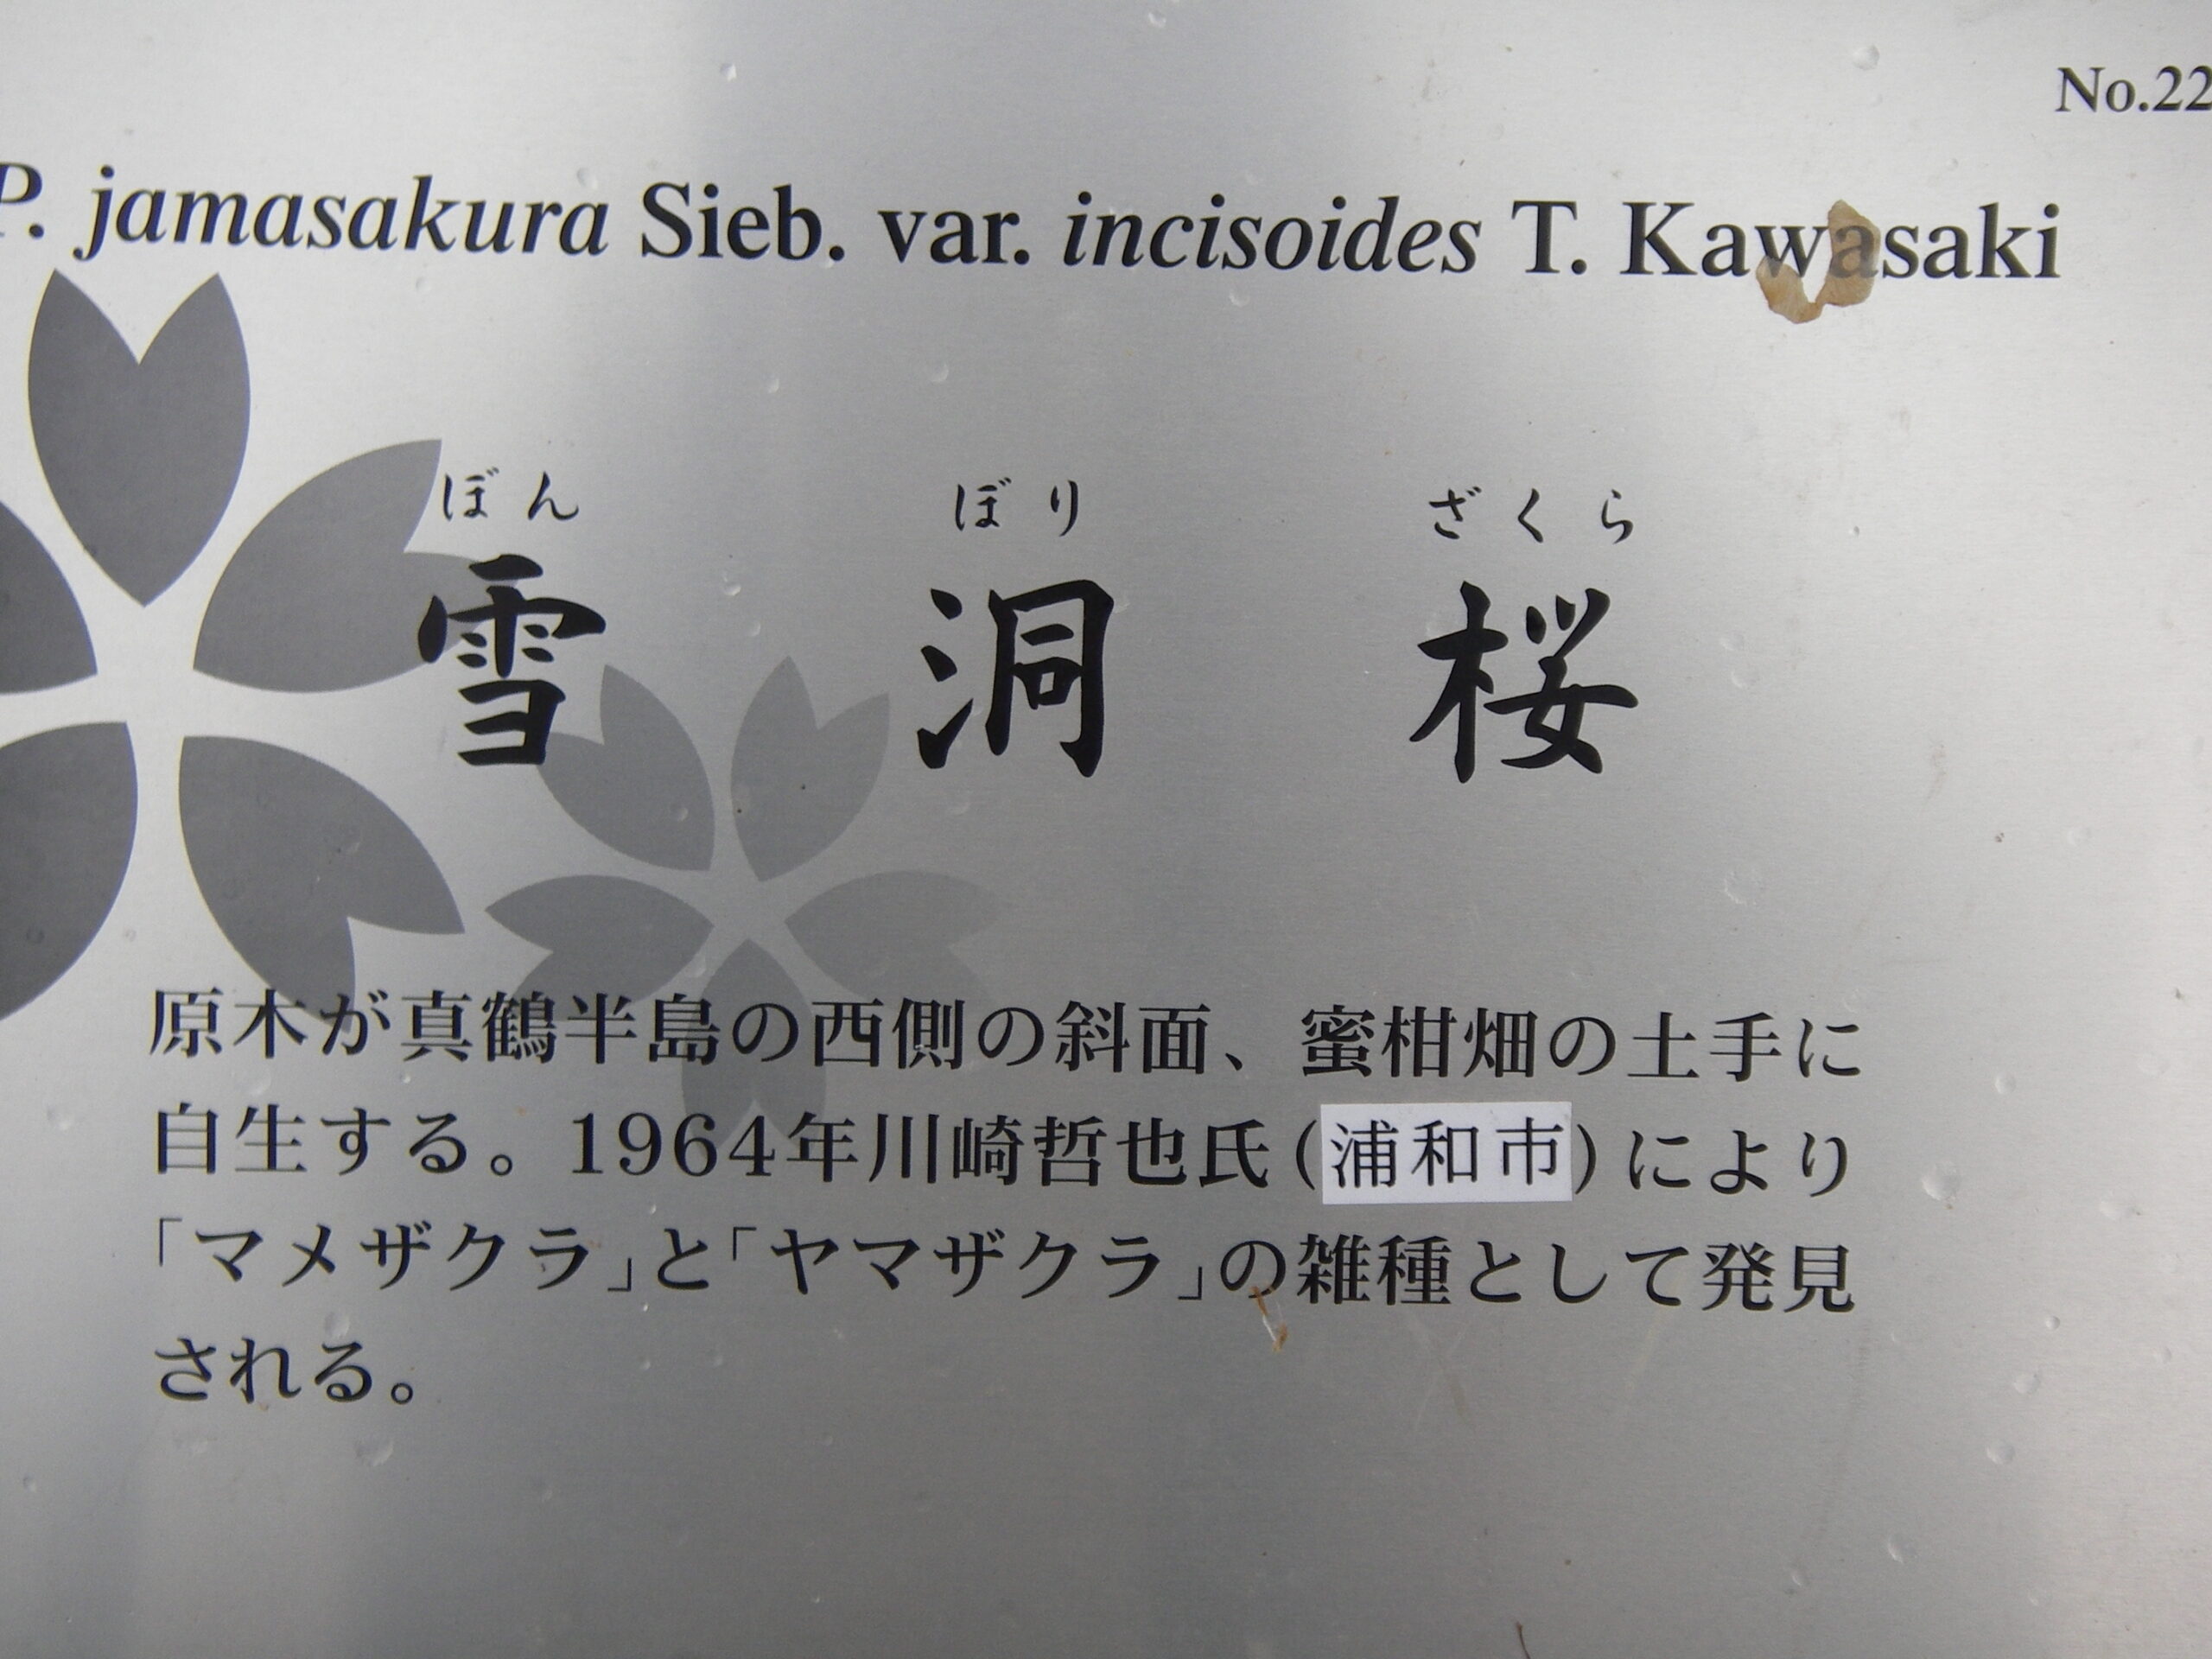 No.22
P. jamasakura Sieb. var. incisoides T. Kawasaki
ぼん ぼり ざくら
雪洞桜
原木が真鶴半島の西側の斜面、蜜柑畑の土手に
自生する。1964年川崎哲也氏(浦和市)により
「マメザクラ」と「ヤマザクラ」の雑種として発見
される。